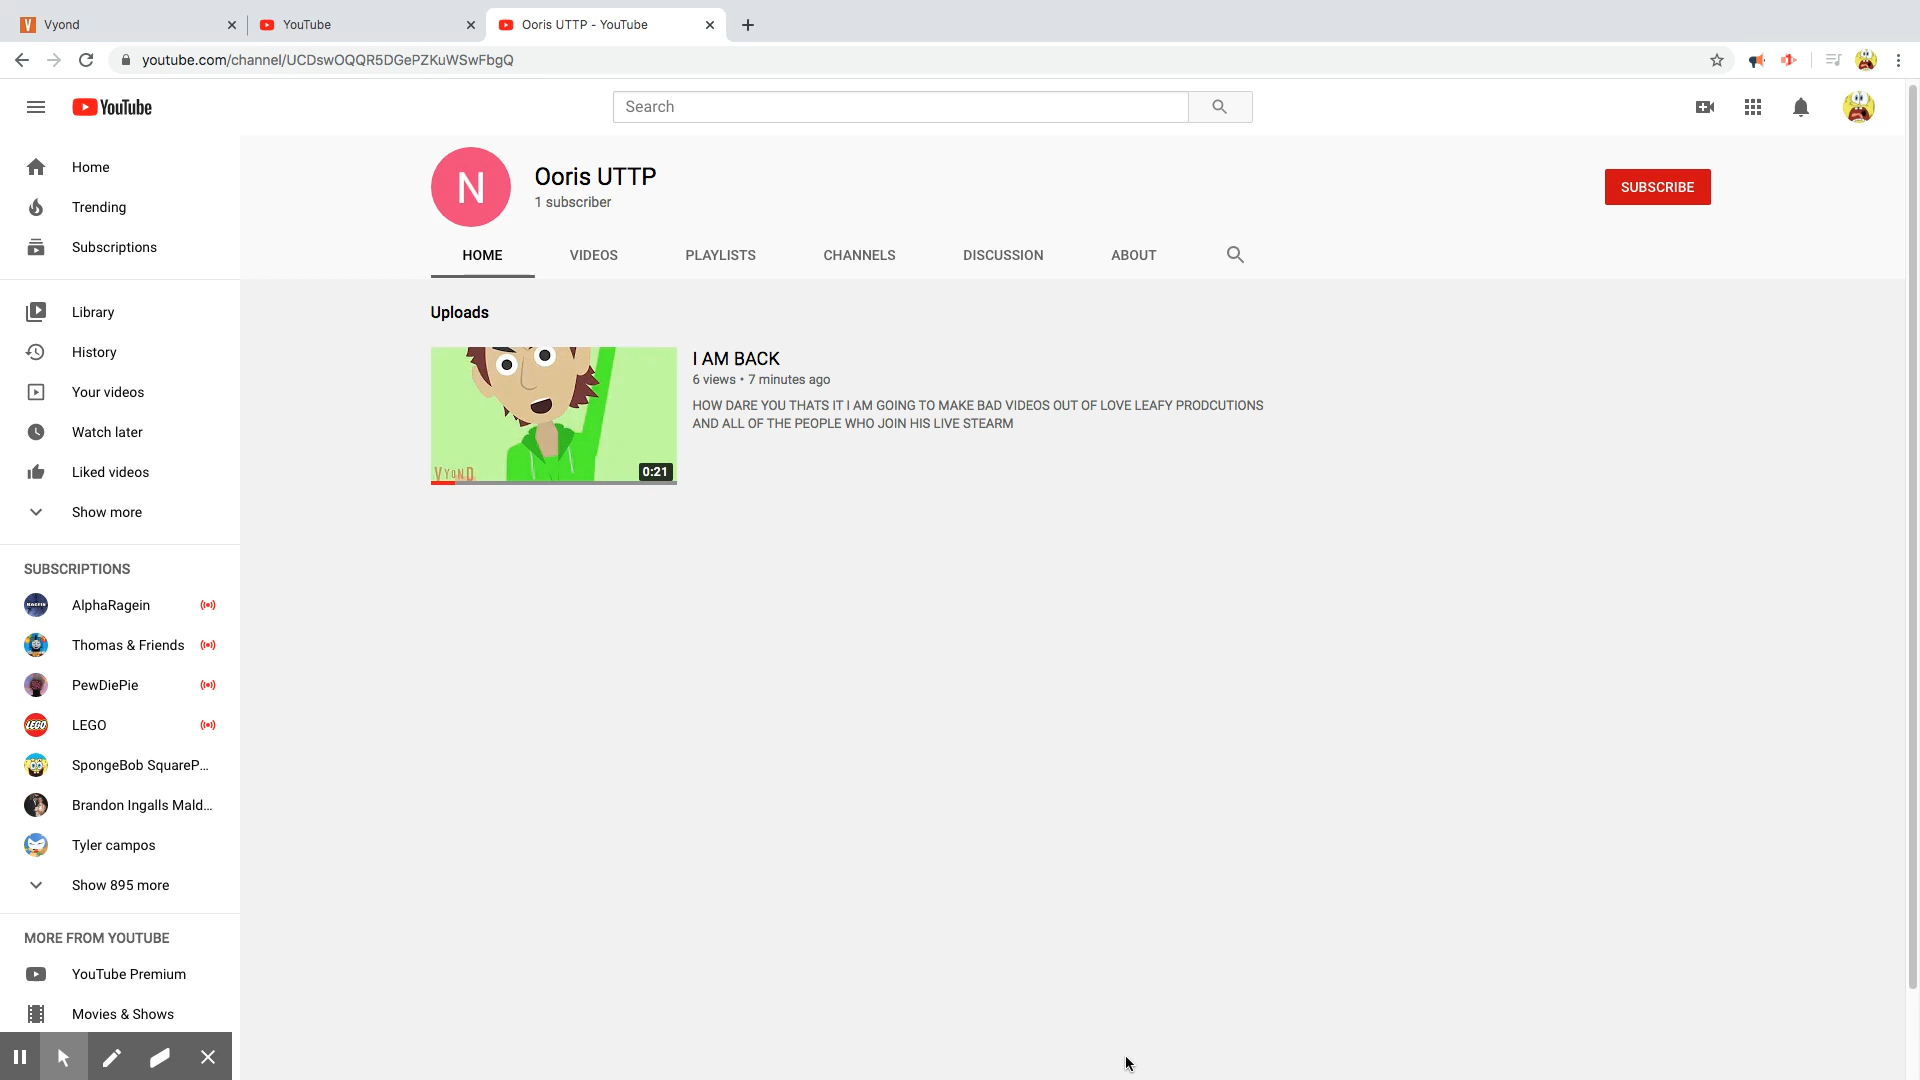 Vyond
YouTube
Ooris UTTP - YouTube
youtube.com/channel/UCDswOQQR5DGePZKuWSwFbgQ
YouTube
Search
Home
Trending
Subscriptions
Library
History
Your videos
Watch later
Liked videos
Show more
SUBSCRIPTIONS
AlphaRagein
Thomas & Friends
PewDiePie
LEGO
SpongeBob SquareP...
Brandon Ingalls Mald...
Tyler campos
Show 895 more
MORE FROM YOUTUBE
YouTube Premium
Movies & Shows
N
Ooris UTTP
1 subscriber
SUBSCRIBE
HOME VIDEOS PLAYLISTS CHANNELS DISCUSSION ABOUT
Uploads
VYOND
0:21
I AM BACK
6 views • 7 minutes ago
HOW DARE YOU THATS IT I AM GOING TO MAKE BAD VIDEOS OUT OF LOVE LEAFY PRODCUTIONS
AND ALL OF THE PEOPLE WHO JOIN HIS LIVE STEARM